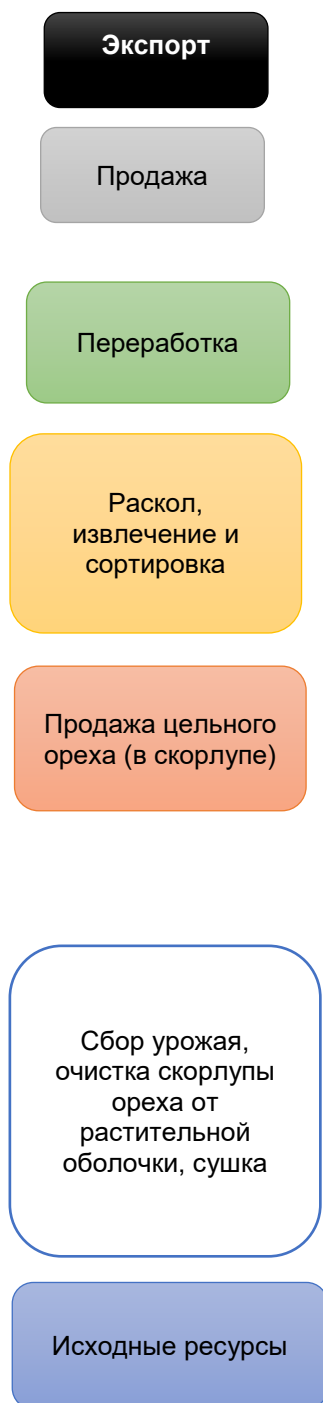 Экспорт
Продажа
Переработка
Раскол,
извлечение и
сортировка
Продажа цельного
ореха (в скорлупе)
Сбор урожая,
очистка скорлупы
ореха от
растительной
оболочки, сушка
Исходные ресурсы